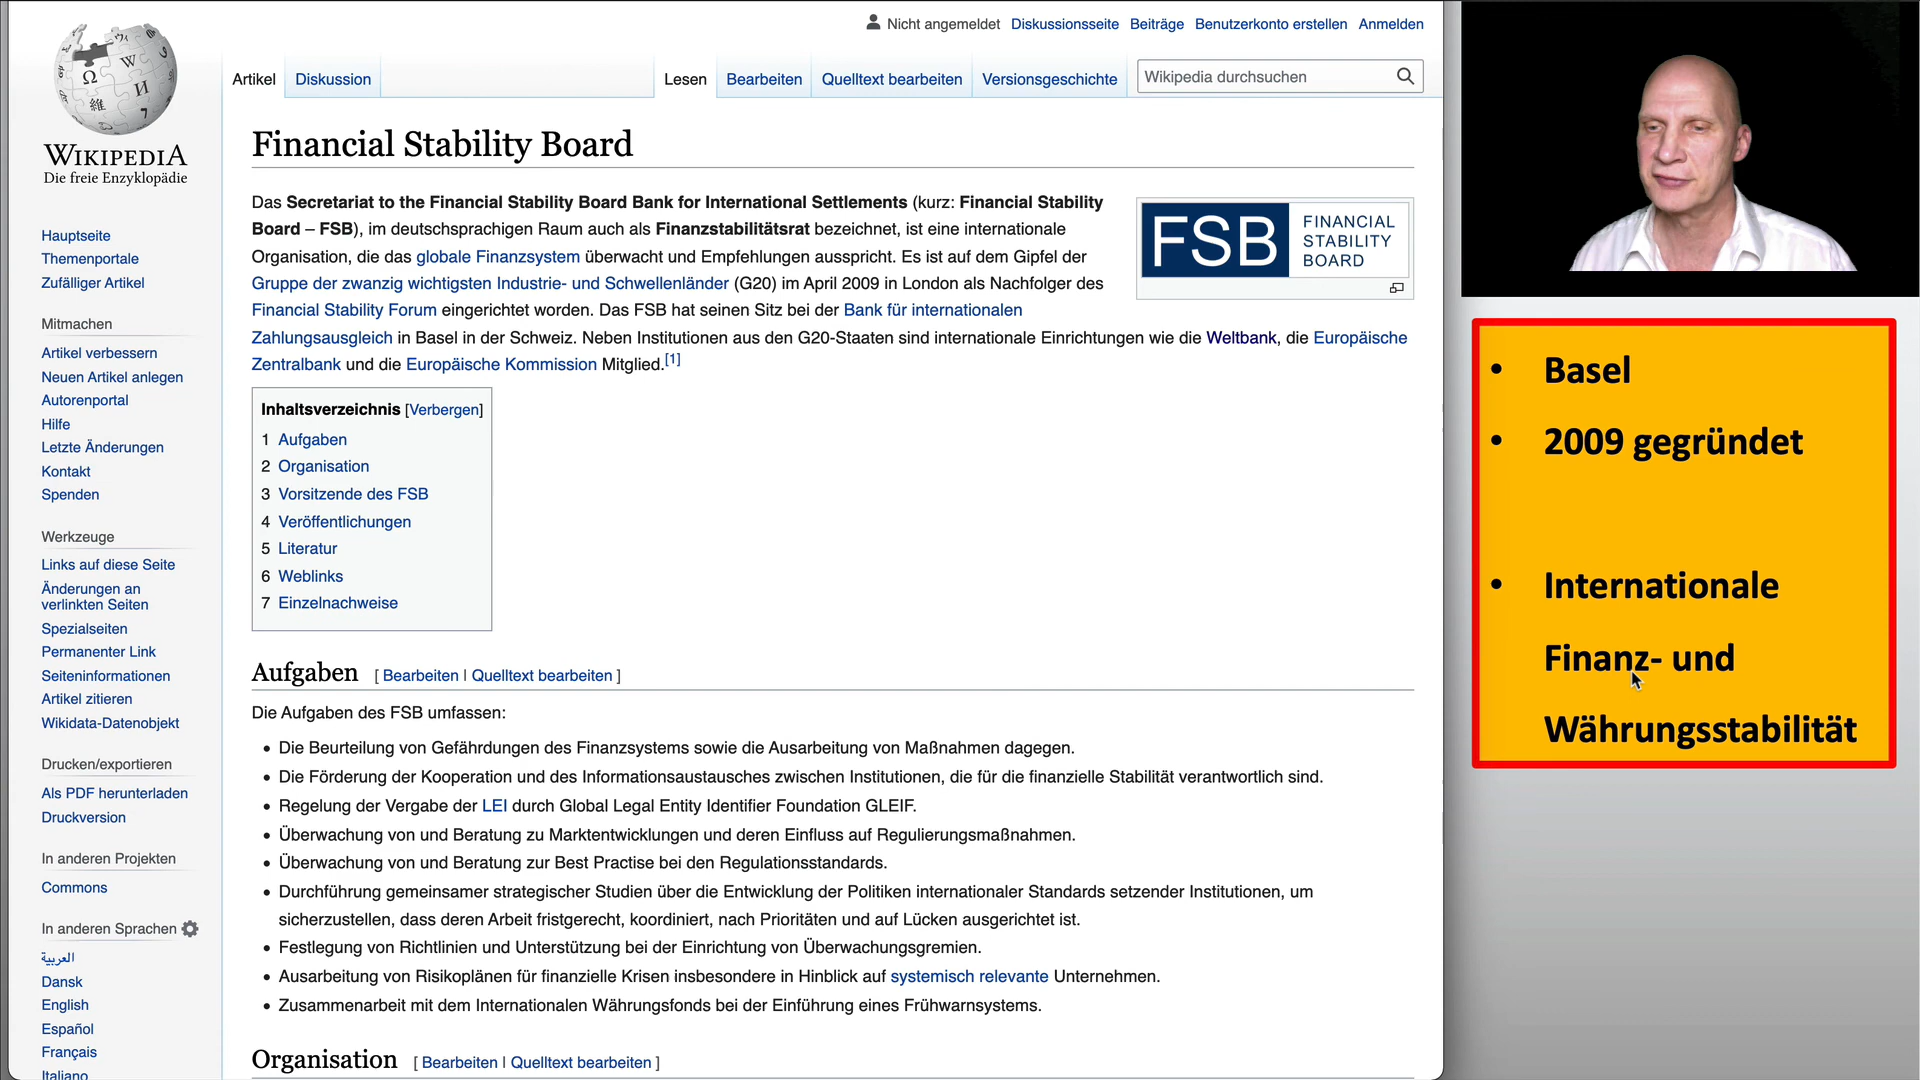 WIKIPEDIA
Die freie Enzyklopädie
Nicht angemeldet Diskussionsseite Beiträge Benutzerkonto erstellen Anmelden
Artikel Diskussion Lesen Bearbeiten Quelltext bearbeiten Versionsgeschichte Wikipedia durchsuchen
Hauptseite
Themenportale
Zufälliger Artikel
Mitmachen
Artikel verbessern
Neuen Artikel anlegen
Autorenportal
Hilfe
Letzte Änderungen
Kontakt
Spenden
Werkzeuge
Links auf diese Seite
Änderungen an
verlinkten Seiten
Spezialseiten
Permanenter Link
Seiteninformationen
Artikel zitieren
Wikidata-Datenobjekt
Drucken/exportieren
Als PDF herunterladen
Druckversion
In anderen Projekten
Commons
In anderen Sprachen
العربية
Dansk
English
Español
Français
Italiano
Financial Stability Board
Das Secretariat to the Financial Stability Board Bank for International Settlements (kurz: Financial Stability
Board – FSB), im deutschsprachigen Raum auch als Finanzstabilitätsrat bezeichnet, ist eine internationale
Organisation, die das globale Finanzsystem überwacht und Empfehlungen ausspricht. Es ist auf dem Gipfel der
Gruppe der zwanzig wichtigsten Industrie- und Schwellenländer (G20) im April 2009 in London als Nachfolger des
Financial Stability Forum eingerichtet worden. Das FSB hat seinen Sitz bei der Bank für internationalen
Zahlungsausgleich in Basel in der Schweiz. Neben Institutionen aus den G20-Staaten sind internationale Einrichtungen wie die Weltbank, die Europäische
Zentralbank und die Europäische Kommission Mitglied.[1]
FSB
FINANCIAL
STABILITY
BOARD
Inhaltsverzeichnis [Verbergen]
1 Aufgaben
2 Organisation
3 Vorsitzende des FSB
4 Veröffentlichungen
5 Literatur
6 Weblinks
7 Einzelnachweise
Aufgaben [ Bearbeiten | Quelltext bearbeiten ]
Die Aufgaben des FSB umfassen:
• Die Beurteilung von Gefährdungen des Finanzsystems sowie die Ausarbeitung von Maßnahmen dagegen.
• Die Förderung der Kooperation und des Informationsaustausches zwischen Institutionen, die für die finanzielle Stabilität verantwortlich sind.
• Regelung der Vergabe der LEI durch Global Legal Entity Identifier Foundation GLEIF.
• Überwachung von und Beratung zu Marktentwicklungen und deren Einfluss auf Regulierungsmaßnahmen.
• Überwachung von und Beratung zur Best Practise bei den Regulationsstandards.
• Durchführung gemeinsamer strategischer Studien über die Entwicklung der Politiken internationaler Standards setzender Institutionen, um
sicherzustellen, dass deren Arbeit fristgerecht, koordiniert, nach Prioritäten und auf Lücken ausgerichtet ist.
• Festlegung von Richtlinien und Unterstützung bei der Einrichtung von Überwachungsgremien.
• Ausarbeitung von Risikoplänen für finanzielle Krisen insbesondere in Hinblick auf systemisch relevante Unternehmen.
• Zusammenarbeit mit dem Internationalen Währungsfonds bei der Einführung eines Frühwarnsystems.
Organisation [ Bearbeiten | Quelltext bearbeiten ]
• Basel
• 2009 gegründet
• Internationale
Finanz- und
Währungsstabilität